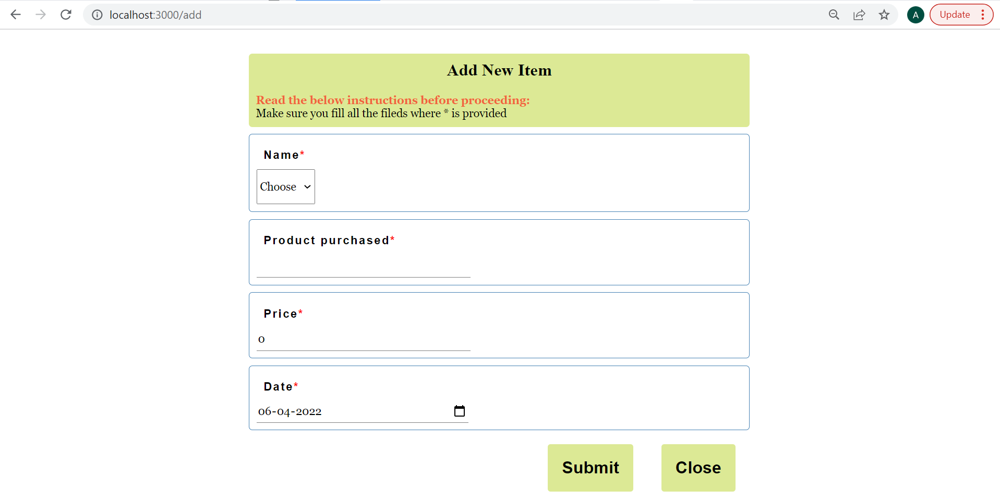 localhost:3000/add
A
Update
Add New Item
Read the below instructions before proceeding:
Make sure you fill all the fileds where * is provided
Name*
Choose
Product purchased*
Price*
0
Date*
06-04-2022
Submit
Close